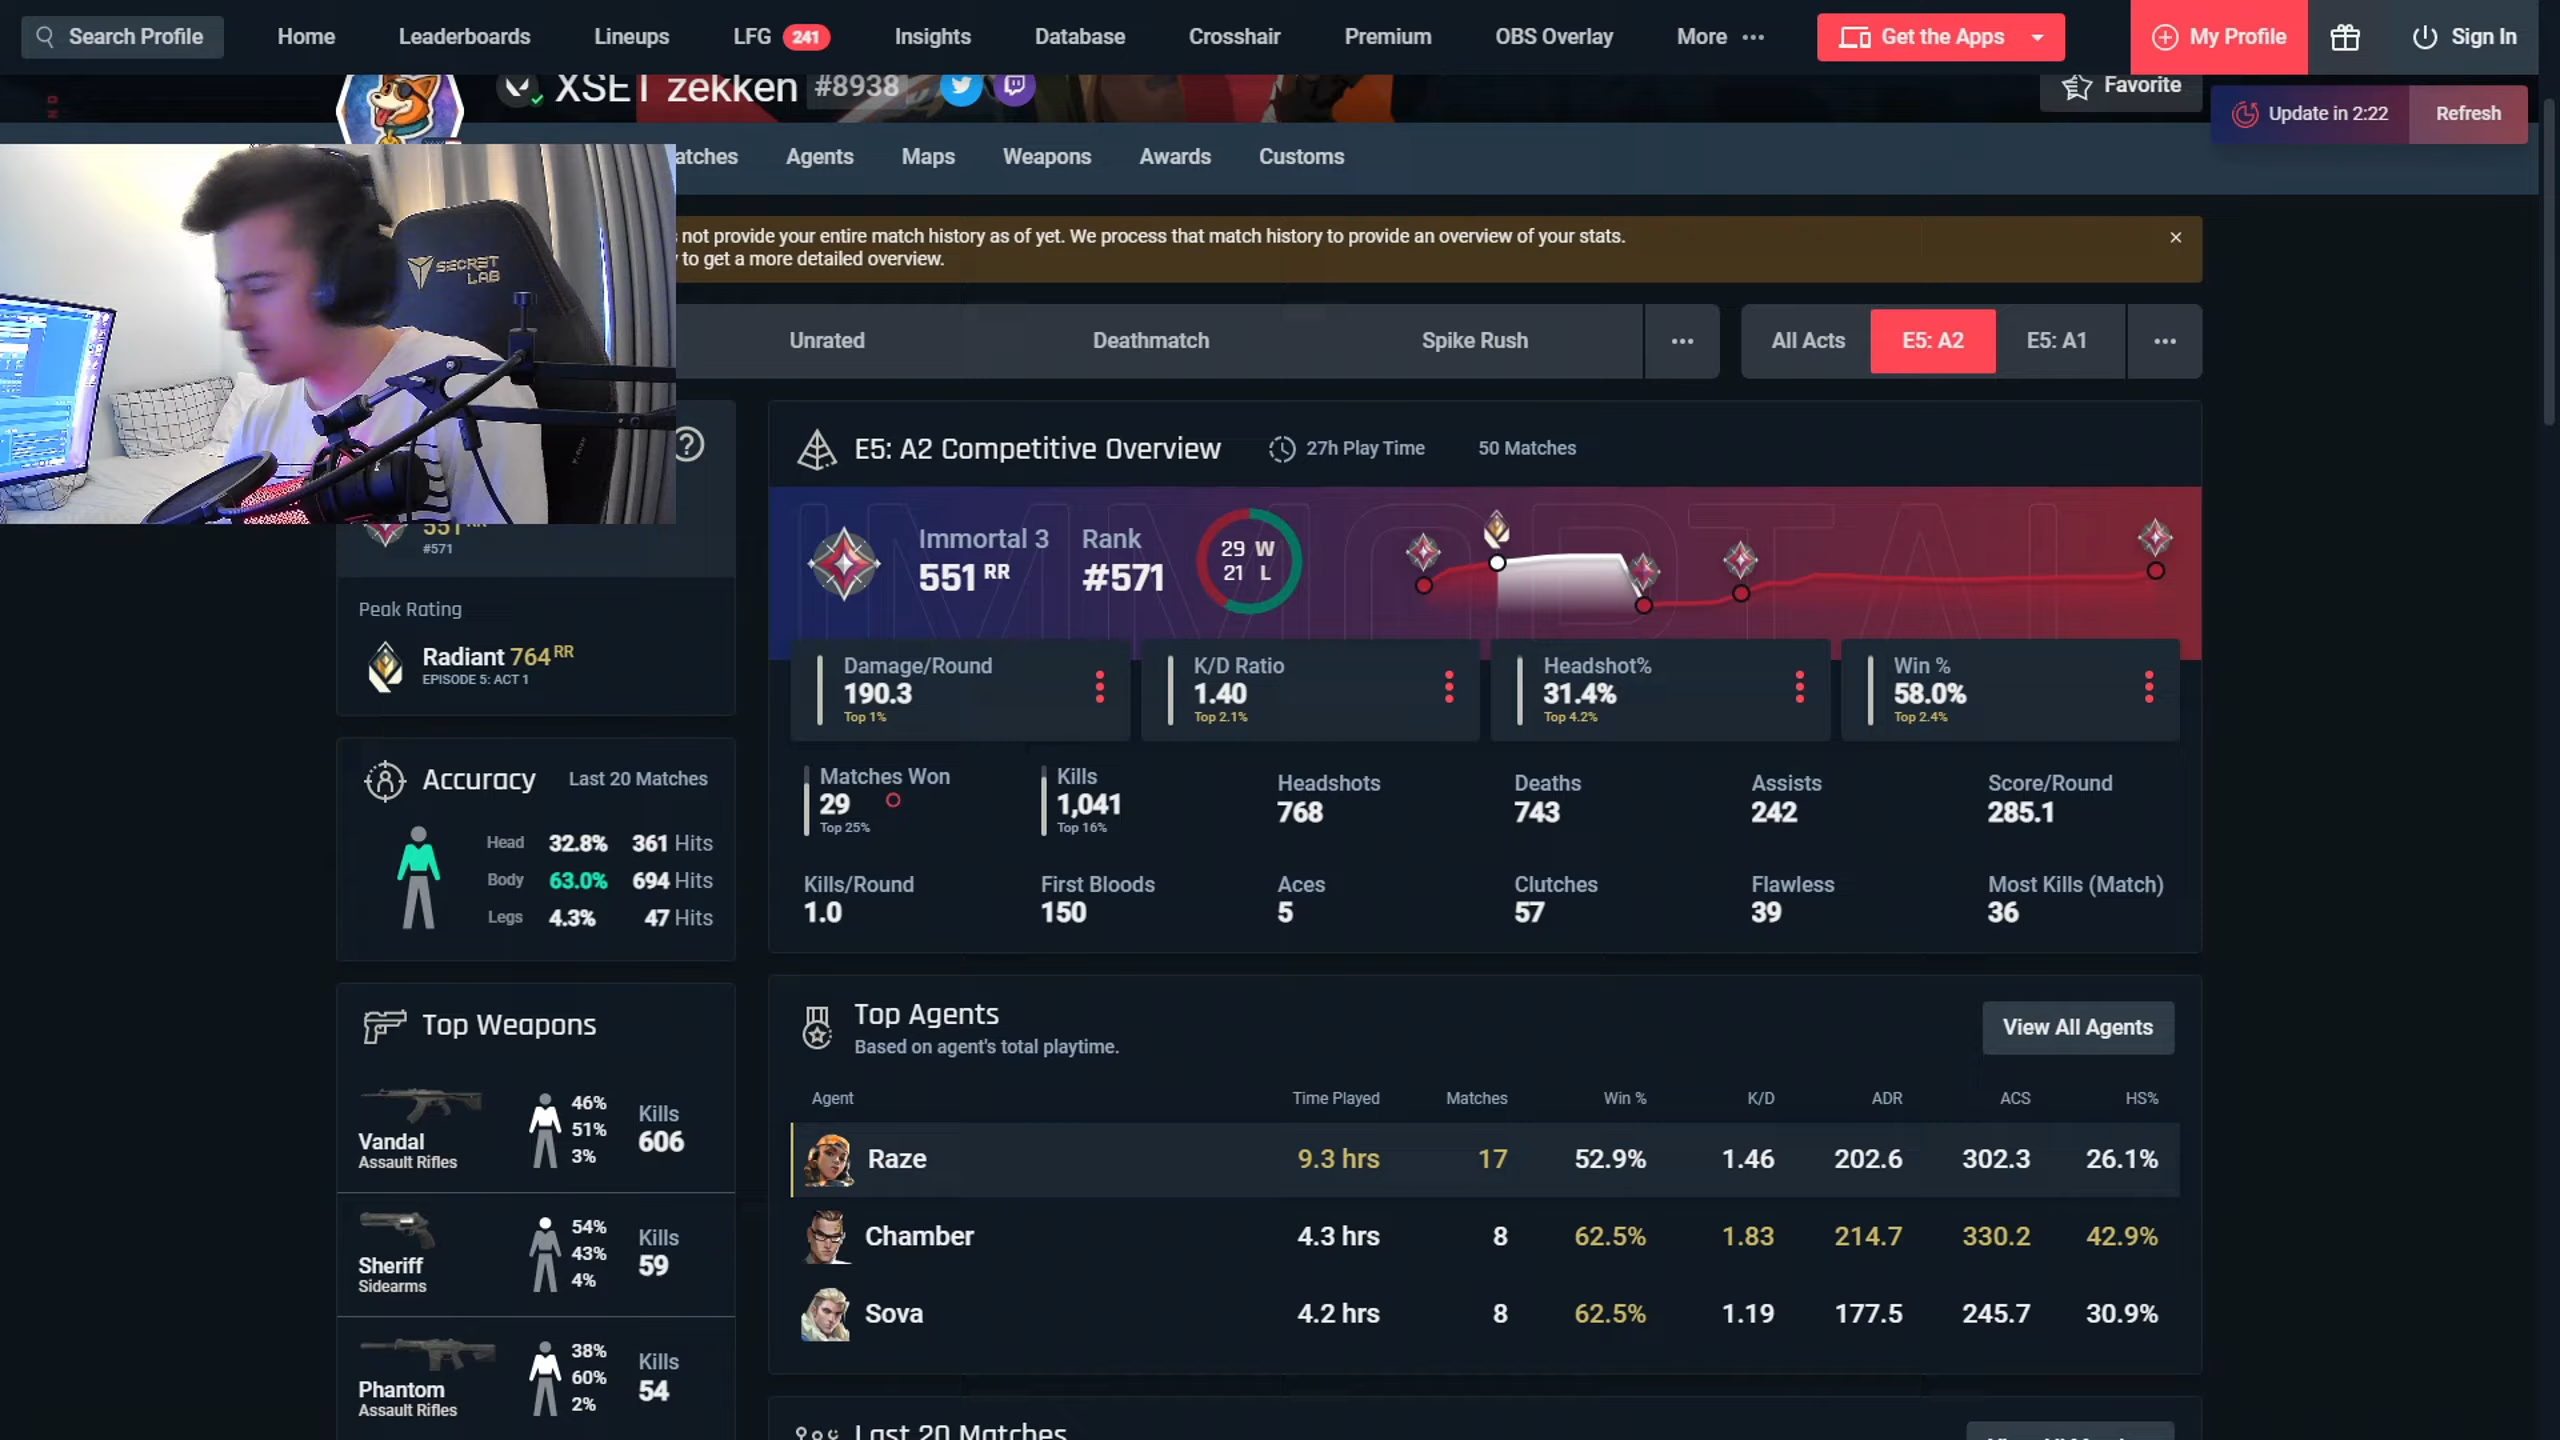 Search Profile
Home
Leaderboards
Lineups
LFG 241
Insights
Database
Crosshair
Premium
OBS Overlay
More
Get the Apps
My Profile
Sign In
XSET zekken #8938
Favorite
Update in 2:22
Refresh
atches
Agents
Maps
Weapons
Awards
Customs
SECRET
LAB
not provide your entire match history as of yet. We process that match history to provide an overview of your stats.
to get a more detailed overview.
Unrated
Deathmatch
Spike Rush
All Acts
E5: A2
E5: A1
551 RR
#571
Peak Rating
Radiant 764 RR
EPISODE 5: ACT 1
E5: A2 Competitive Overview
27h Play Time
50 Matches
IMMORTAL
Immortal 3
551 RR
Rank
#571
29 W
21 L
Damage/Round
190.3
Top 1%
K/D Ratio
1.40
Top 2.1%
Headshot%
31.4%
Top 4.2%
Win %
58.0%
Top 2.4%
Matches Won
29
Top 25%
Kills
1,041
Top 16%
Headshots
768
Deaths
743
Assists
242
Score/Round
285.1
Kills/Round
1.0
First Bloods
150
Aces
5
Clutches
57
Flawless
39
Most Kills (Match)
36
Accuracy
Last 20 Matches
Head 32.8% 361 Hits
Body 63.0% 694 Hits
Legs 4.3% 47 Hits
Top Weapons
Vandal
Assault Rifles
46%
51%
3%
Kills
606
Sheriff
Sidearms
54%
43%
4%
Kills
59
Phantom
Assault Rifles
38%
60%
2%
Kills
54
Top Agents
Based on agent's total playtime.
View All Agents
Agent Time Played Matches Win % K/D ADR ACS HS%
Raze 9.3 hrs 17 52.9% 1.46 202.6 302.3 26.1%
Chamber 4.3 hrs 8 62.5% 1.83 214.7 330.2 42.9%
Sova 4.2 hrs 8 62.5% 1.19 177.5 245.7 30.9%
Last 20 Matches